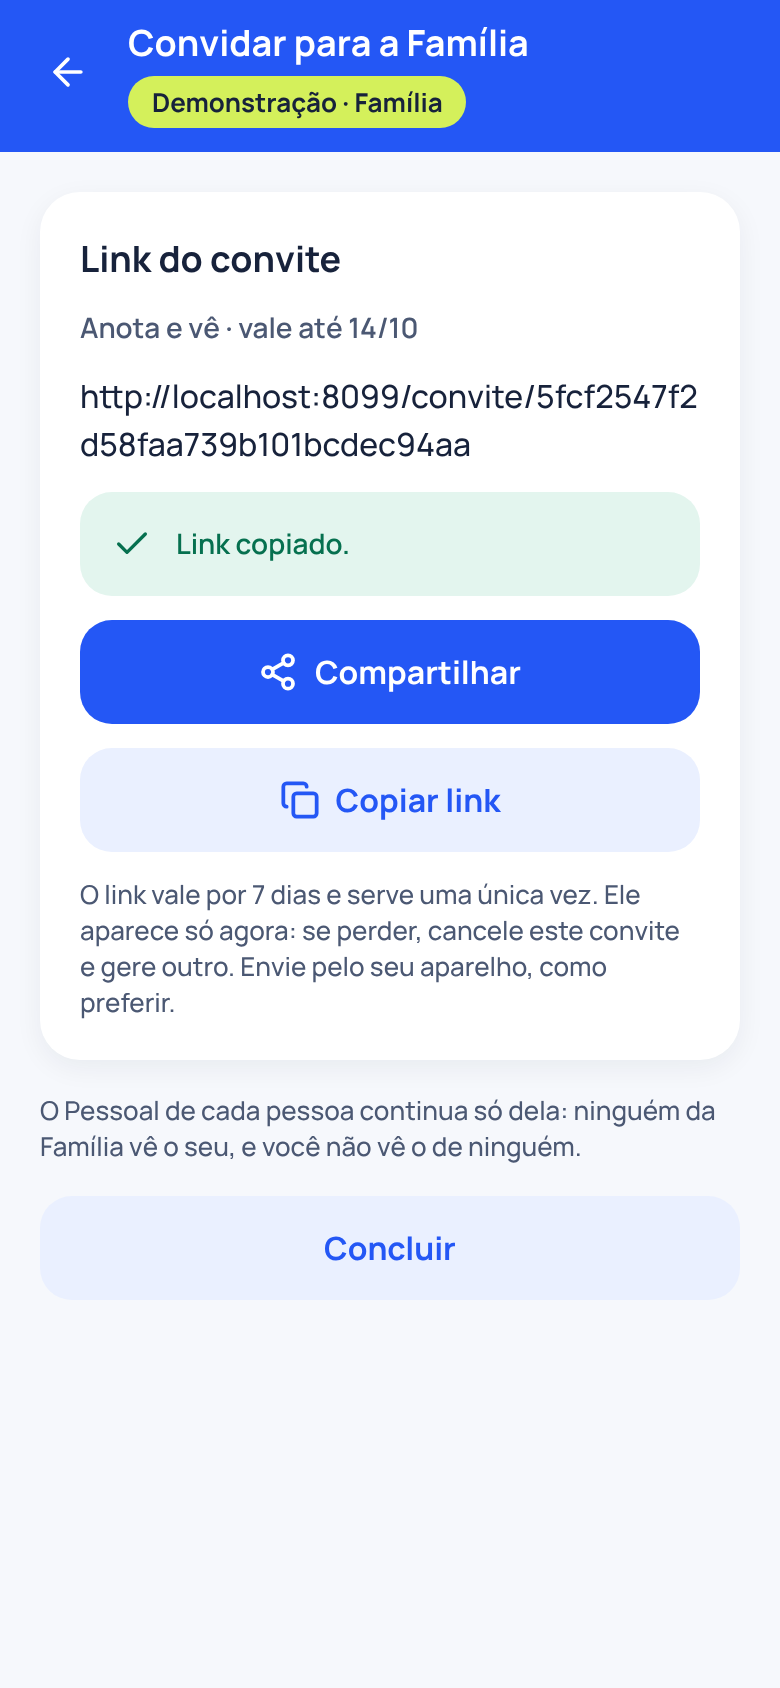 Convidar para a Família
Demonstração · Família
Link do convite
Anota e vê · vale até 14/10
http://localhost:8099/convite/5fcf2547f2
d58faa739b101bcdec94aa
Link copiado.
Compartilhar
Copiar link
O link vale por 7 dias e serve uma única vez. Ele
aparece só agora: se perder, cancele este convite
e gere outro. Envie pelo seu aparelho, como
preferir.
O Pessoal de cada pessoa continua só dela: ninguém da
Família vê o seu, e você não vê o de ninguém.
Concluir